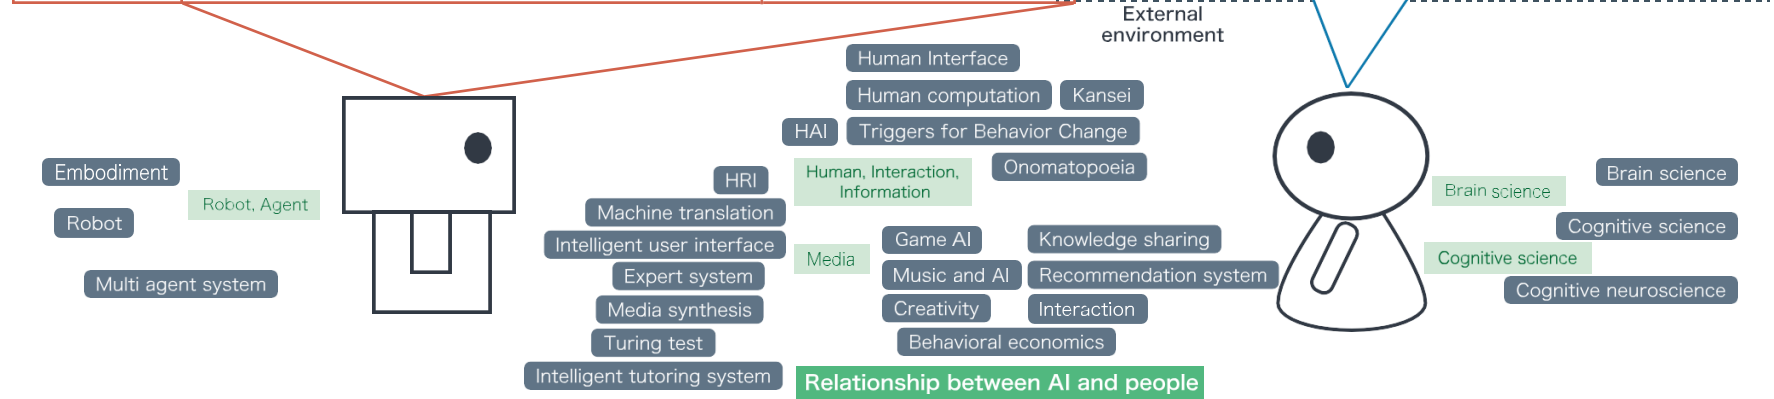 External
environment
Human Interface
Human computation
Kansei
HAI
Triggers for Behavior Change
Embodiment
Robot, Agent
Robot
Multi agent system
HRI
Human, Interaction,
Information
Onomatopoeia
Machine translation
Intelligent user interface
Expert system
Media synthesis
Turing test
Intelligent tutoring system
Media
Game AI
Knowledge sharing
Music and AI
Recommendation system
Creativity
Interaction
Behavioral economics
Relationship between AI and people
Brain science
Brain science
Cognitive science
Cognitive science
Cognitive neuroscience